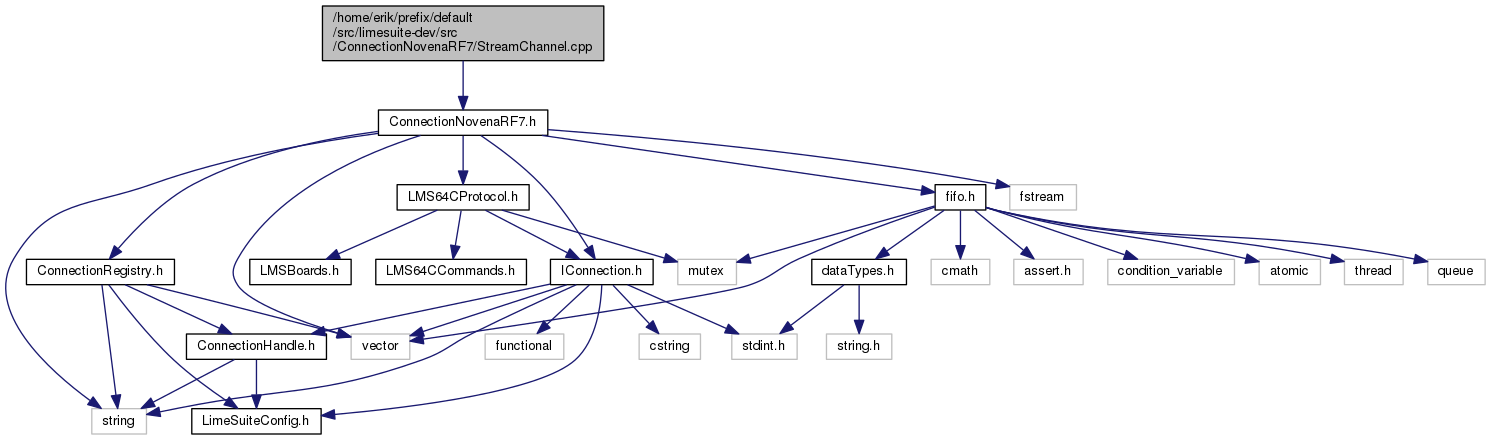 /home/erik/prefix/default
/src/limesuite-dev/src
/ConnectionNovenaRF7/StreamChannel.cpp
ConnectionNovenaRF7.h
LMS64CProtocol.h
fifo.h
fstream
ConnectionRegistry.h
LMSBoards.h
LMS64CCommands.h
IConnection.h
mutex
dataTypes.h
cmath
assert.h
condition_variable
atomic
thread
queue
ConnectionHandle.h
vector
functional
cstring
stdint.h
string.h
string
LimeSuiteConfig.h